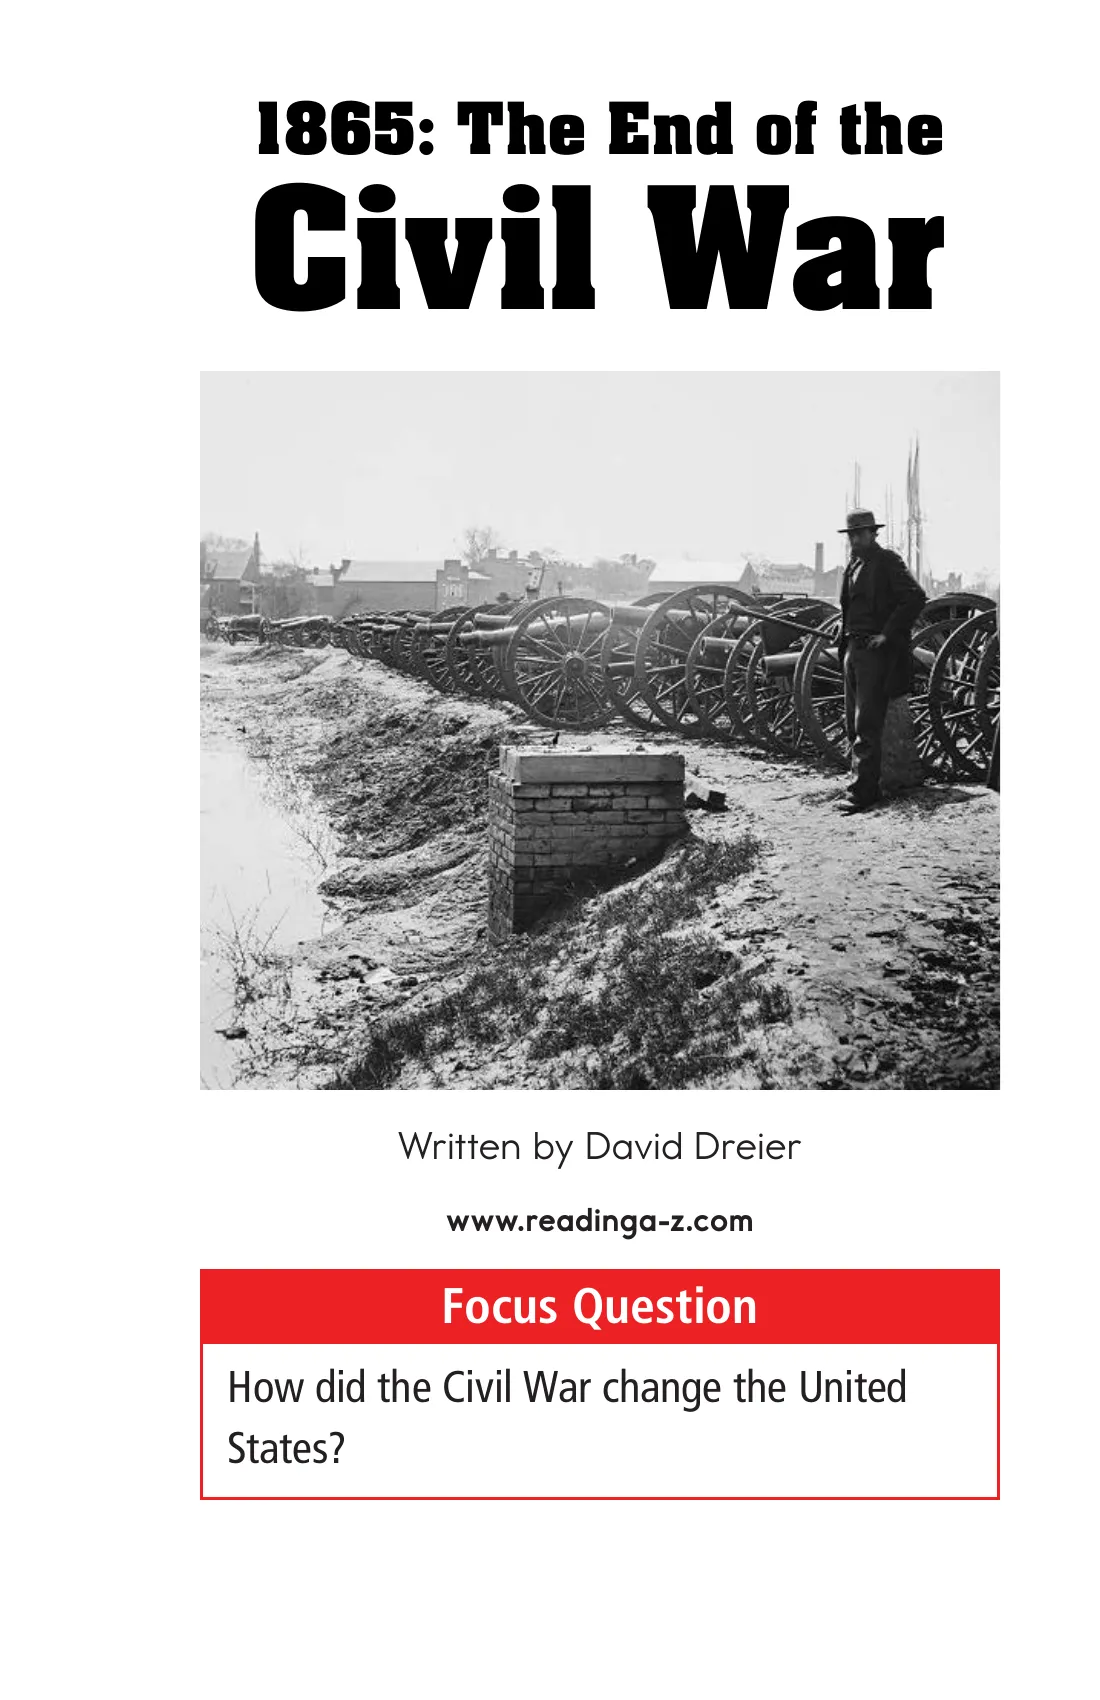 1865: The End of the
Civil War
Written by David Dreier
www.readinga-z.com
Focus Question
How did the Civil War change the United
States?